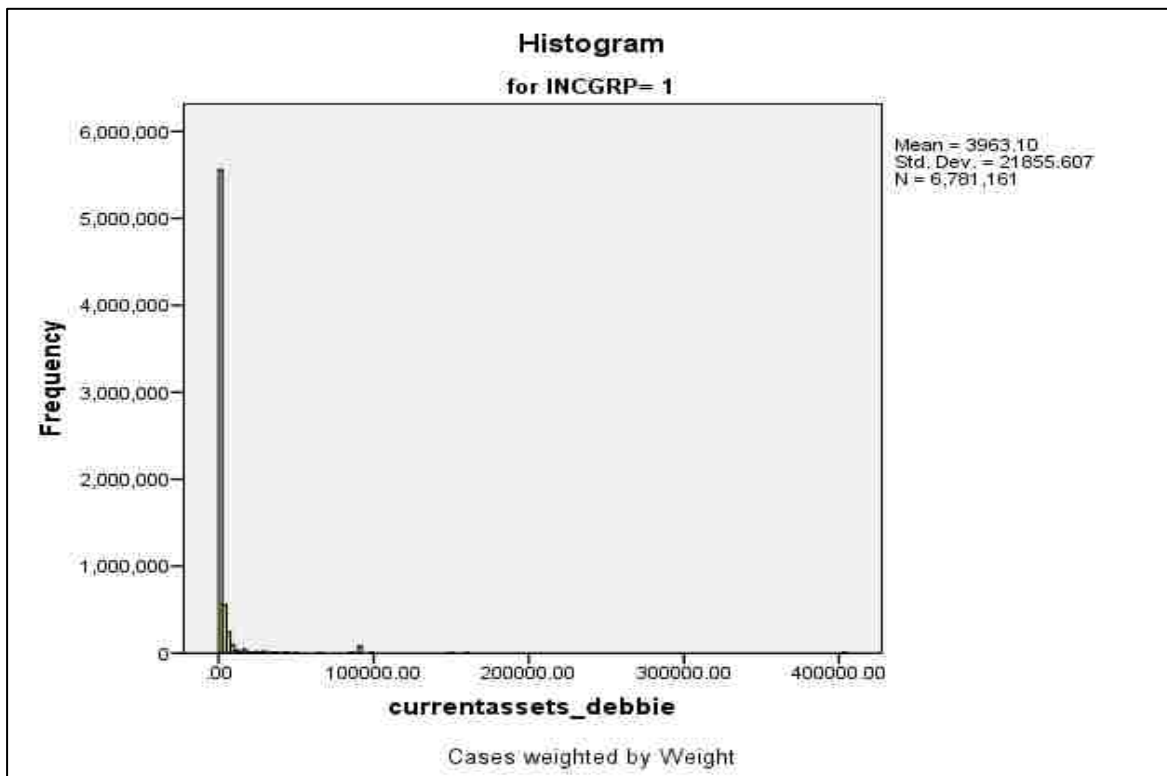 Histogram
for INCGRP= 1
Mean = 3963.10
Std. Dev. = 21855.607
N = 6,781,161
6,000,000
5,000,000
4,000,000
3,000,000
2,000,000
1,000,000
0
Frequency
.00 100000.00 200000.00 300000.00 400000.00
currentassets_debbie
Cases weighted by Weight